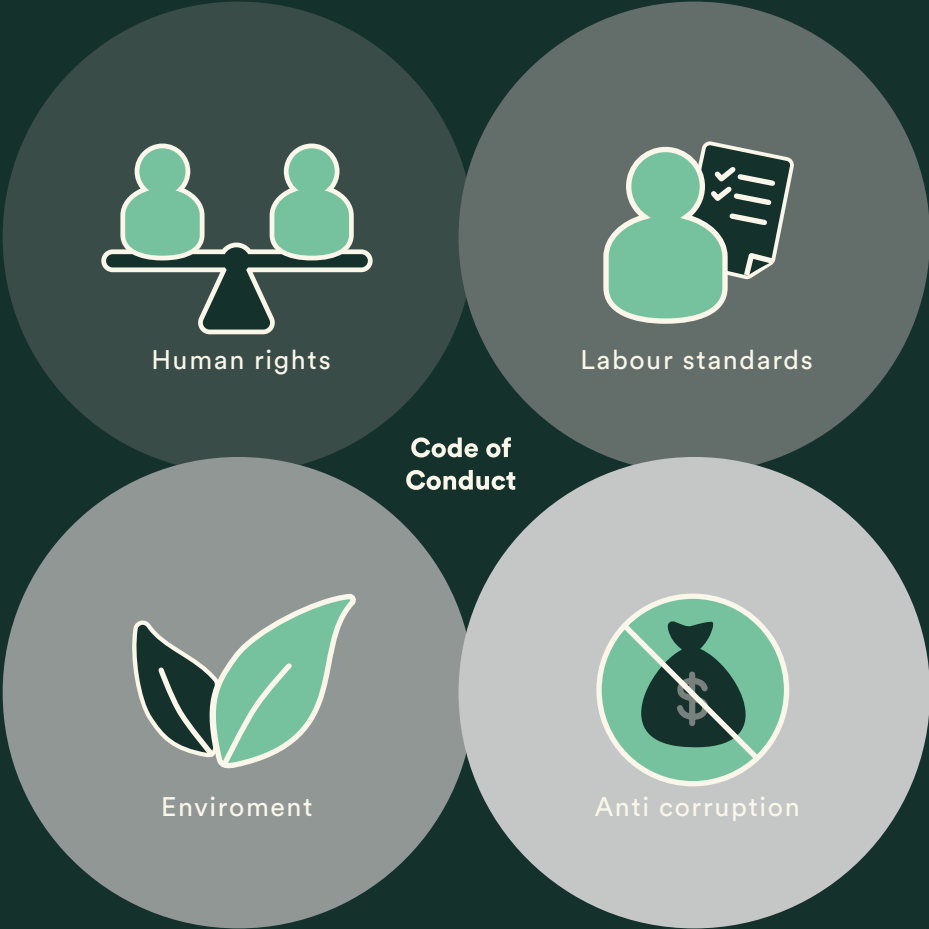 Human rights
Labour standards
Code of
Conduct
$
Enviroment
Anti corruption